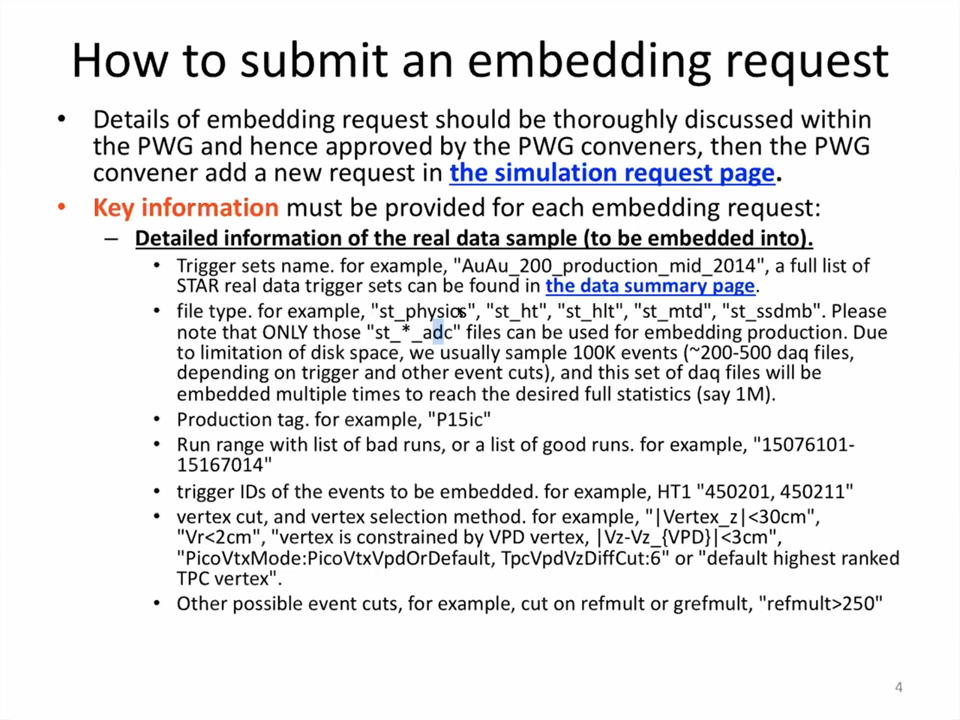 How to submit an embedding request
• Details of embedding request should be thoroughly discussed within
the PWG and hence approved by the PWG conveners, then the PWG
convener add a new request in the simulation request page.
• Key information must be provided for each embedding request:
– Detailed information of the real data sample (to be embedded into).
• Trigger sets name. for example, "AuAu_200_production_mid_2014", a full list of
STAR real data trigger sets can be found in the data summary page.
• file type. for example, "st_physics", "st_ht", "st_hlt", "st_mtd", "st_ssdmb". Please
note that ONLY those "st_*_adc" files can be used for embedding production. Due
to limitation of disk space, we usually sample 100K events (~200-500 daq files,
depending on trigger and other event cuts), and this set of daq files will be
embedded multiple times to reach the desired full statistics (say 1M).
• Production tag. for example, "P15ic"
• Run range with list of bad runs, or a list of good runs. for example, "15076101-
15167014"
• trigger IDs of the events to be embedded. for example, HT1 "450201, 450211"
• vertex cut, and vertex selection method. for example, "|Vertex_z|<30cm",
"Vr<2cm", "vertex is constrained by VPD vertex, |Vz-Vz_{VPD}|<3cm",
"PicoVtxMode:PicoVtxVpdOrDefault, TpcVpdVzDiffCut:6" or "default highest ranked
TPC vertex".
• Other possible event cuts, for example, cut on refmult or grefmult, "refmult>250"
4